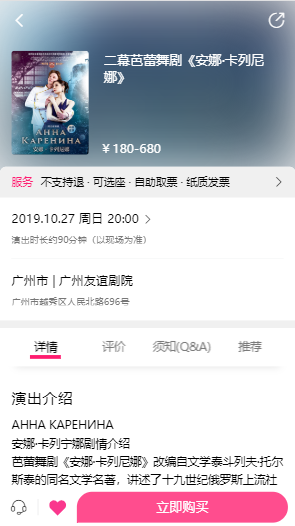 二幕芭蕾舞剧《安娜·卡列尼
娜》
АННА
КАРЕНИНА
安娜·卡列尼娜
￥180-680
服务 不支持退 · 可选座 · 自助取票 · 纸质发票
2019.10.27 周日 20:00
演出时长约90分钟（以现场为准）
广州市 | 广州友谊剧院
广州市越秀区人民北路696号
详情 评价 须知(Q&A) 推荐
演出介绍
АННА КАРЕНИНА
安娜·卡列宁娜剧情介绍
芭蕾舞剧《安娜·卡列尼娜》改编自文学泰斗列夫·托尔
斯泰的同名文学名著，讲述了十九世纪俄罗斯上流社
立即购买